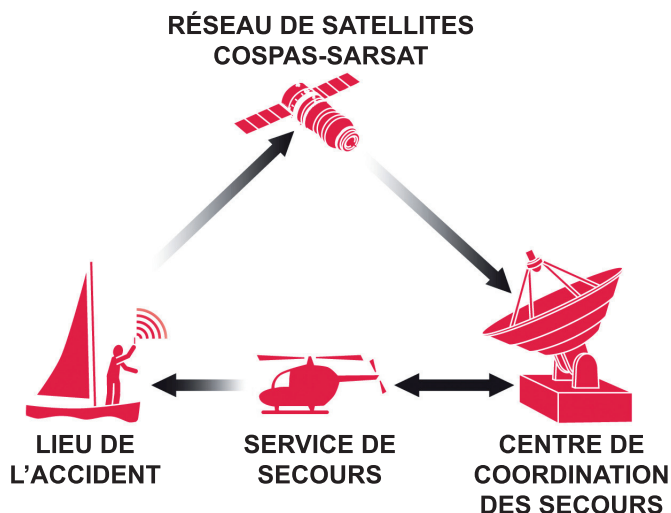 RÉSEAU DE SATELLITES
COSPAS-SARSAT
LIEU DE
L'ACCIDENT
SERVICE DE
SECOURS
CENTRE DE
COORDINATION
DES SECOURS